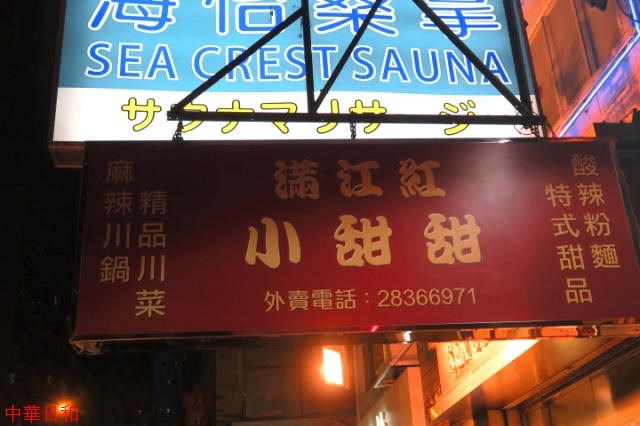 海怡桑拿
SEA CREST SAUNA
サウナマッサージ
滿江紅
小甜甜
外賣電話：28366971
麻辣川鍋
精品川菜
酸辣粉麵
特式甜品
中華日和